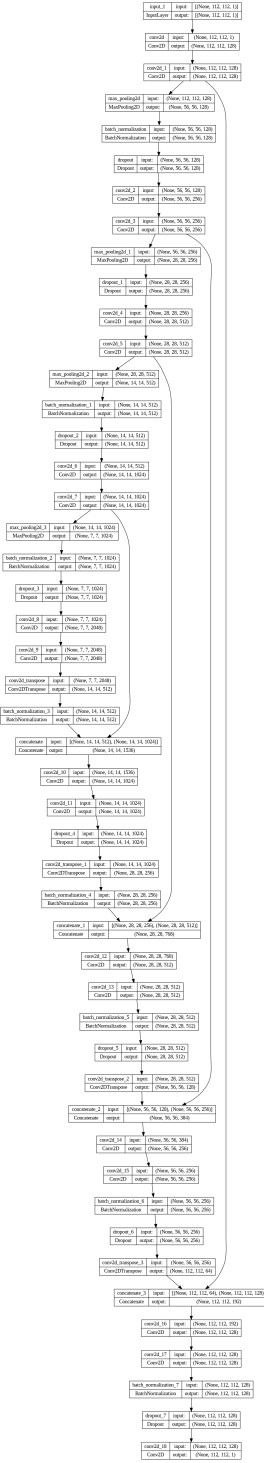 input_1 input: [(None, 112, 112, 1)]
InputLayer output: [(None, 112, 112, 1)]
conv2d input: (None, 112, 112, 1)
Conv2D output: (None, 112, 112, 128)
conv2d_1 input: (None, 112, 112, 128)
Conv2D output: (None, 112, 112, 128)
max_pooling2d input: (None, 112, 112, 128)
MaxPooling2D output: (None, 56, 56, 128)
batch_normalization input: (None, 56, 56, 128)
BatchNormalization output: (None, 56, 56, 128)
dropout input: (None, 56, 56, 128)
Dropout output: (None, 56, 56, 128)
conv2d_2 input: (None, 56, 56, 128)
Conv2D output: (None, 56, 56, 256)
conv2d_3 input: (None, 56, 56, 256)
Conv2D output: (None, 56, 56, 256)
max_pooling2d_1 input: (None, 56, 56, 256)
MaxPooling2D output: (None, 28, 28, 256)
dropout_1 input: (None, 28, 28, 256)
Dropout output: (None, 28, 28, 256)
conv2d_4 input: (None, 28, 28, 256)
Conv2D output: (None, 28, 28, 512)
conv2d_5 input: (None, 28, 28, 512)
Conv2D output: (None, 28, 28, 512)
max_pooling2d_2 input: (None, 28, 28, 512)
MaxPooling2D output: (None, 14, 14, 512)
batch_normalization_1 input: (None, 14, 14, 512)
BatchNormalization output: (None, 14, 14, 512)
dropout_2 input: (None, 14, 14, 512)
Dropout output: (None, 14, 14, 512)
conv2d_6 input: (None, 14, 14, 512)
Conv2D output: (None, 14, 14, 1024)
conv2d_7 input: (None, 14, 14, 1024)
Conv2D output: (None, 14, 14, 1024)
max_pooling2d_3 input: (None, 14, 14, 1024)
MaxPooling2D output: (None, 7, 7, 1024)
batch_normalization_2 input: (None, 7, 7, 1024)
BatchNormalization output: (None, 7, 7, 1024)
dropout_3 input: (None, 7, 7, 1024)
Dropout output: (None, 7, 7, 1024)
conv2d_8 input: (None, 7, 7, 1024)
Conv2D output: (None, 7, 7, 2048)
conv2d_9 input: (None, 7, 7, 2048)
Conv2D output: (None, 7, 7, 2048)
conv2d_transpose input: (None, 7, 7, 2048)
Conv2DTranspose output: (None, 14, 14, 512)
batch_normalization_3 input: (None, 14, 14, 512)
BatchNormalization output: (None, 14, 14, 512)
concatenate input: [(None, 14, 14, 512), (None, 14, 14, 1024)]
Concatenate output: (None, 14, 14, 1536)
conv2d_10 input: (None, 14, 14, 1536)
Conv2D output: (None, 14, 14, 1024)
conv2d_11 input: (None, 14, 14, 1024)
Conv2D output: (None, 14, 14, 1024)
dropout_4 input: (None, 14, 14, 1024)
Dropout output: (None, 14, 14, 1024)
conv2d_transpose_1 input: (None, 14, 14, 1024)
Conv2DTranspose output: (None, 28, 28, 256)
batch_normalization_4 input: (None, 28, 28, 256)
BatchNormalization output: (None, 28, 28, 256)
concatenate_1 input: [(None, 28, 28, 256), (None, 28, 28, 512)]
Concatenate output: (None, 28, 28, 768)
conv2d_12 input: (None, 28, 28, 768)
Conv2D output: (None, 28, 28, 512)
conv2d_13 input: (None, 28, 28, 512)
Conv2D output: (None, 28, 28, 512)
batch_normalization_5 input: (None, 28, 28, 512)
BatchNormalization output: (None, 28, 28, 512)
dropout_5 input: (None, 28, 28, 512)
Dropout output: (None, 28, 28, 512)
conv2d_transpose_2 input: (None, 28, 28, 512)
Conv2DTranspose output: (None, 56, 56, 128)
concatenate_2 input: [(None, 56, 56, 128), (None, 56, 56, 256)]
Concatenate output: (None, 56, 56, 384)
conv2d_14 input: (None, 56, 56, 384)
Conv2D output: (None, 56, 56, 256)
conv2d_15 input: (None, 56, 56, 256)
Conv2D output: (None, 56, 56, 256)
batch_normalization_6 input: (None, 56, 56, 256)
BatchNormalization output: (None, 56, 56, 256)
dropout_6 input: (None, 56, 56, 256)
Dropout output: (None, 56, 56, 256)
conv2d_transpose_3 input: (None, 56, 56, 256)
Conv2DTranspose output: (None, 112, 112, 64)
concatenate_3 input: [(None, 112, 112, 64), (None, 112, 112, 128)]
Concatenate output: (None, 112, 112, 192)
conv2d_16 input: (None, 112, 112, 192)
Conv2D output: (None, 112, 112, 128)
conv2d_17 input: (None, 112, 112, 128)
Conv2D output: (None, 112, 112, 128)
batch_normalization_7 input: (None, 112, 112, 128)
BatchNormalization output: (None, 112, 112, 128)
dropout_7 input: (None, 112, 112, 128)
Dropout output: (None, 112, 112, 128)
conv2d_18 input: (None, 112, 112, 128)
Conv2D output: (None, 112, 112, 1)